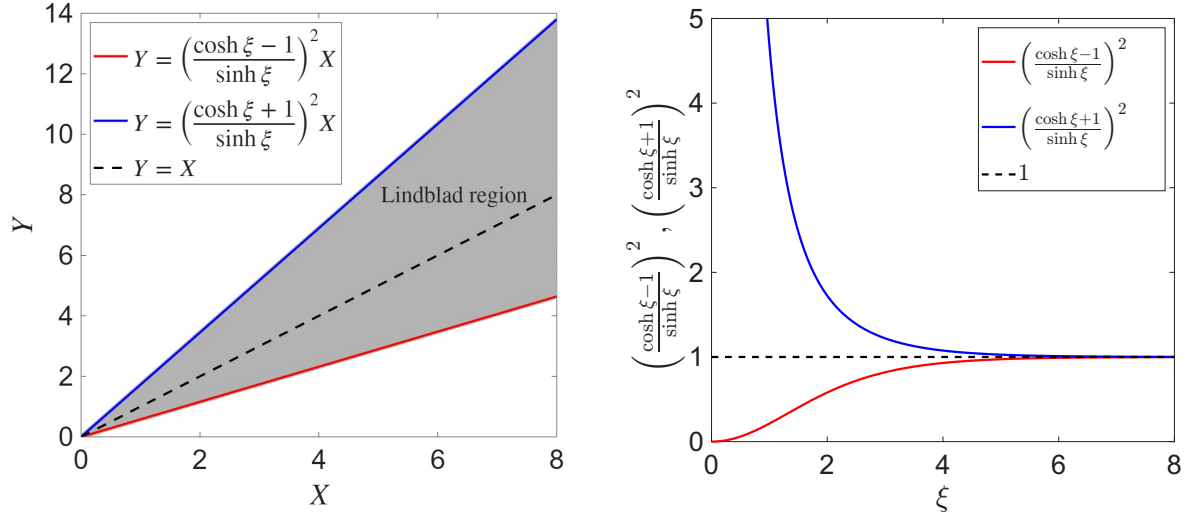 14
12
10
8
6
4
2
0
Y
Y = ((cosh ξ − 1)/(sinh ξ))² X
Y = ((cosh ξ + 1)/(sinh ξ))² X
Y = X
Lindblad region
0 2 4 6 8
X
5
4
3
2
1
0
((cosh ξ−1)/(sinh ξ))² , ((cosh ξ+1)/(sinh ξ))²
((cosh ξ−1)/(sinh ξ))²
((cosh ξ+1)/(sinh ξ))²
1
0 2 4 6 8
ξ